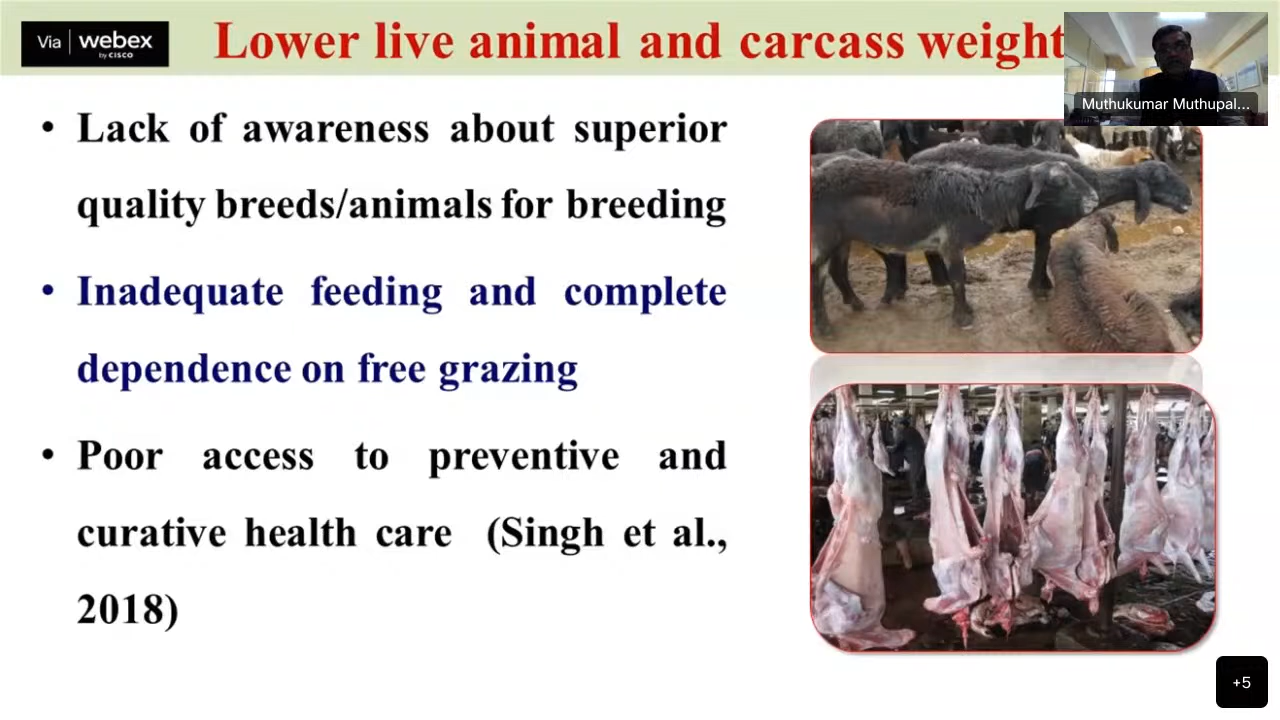 Via webex
by CISCO
Lower live animal and carcass weight
Muthukumar Muthupal...
• Lack of awareness about superior
quality breeds/animals for breeding
• Inadequate feeding and complete
dependence on free grazing
• Poor access to preventive and
curative health care (Singh et al.,
2018)
+5